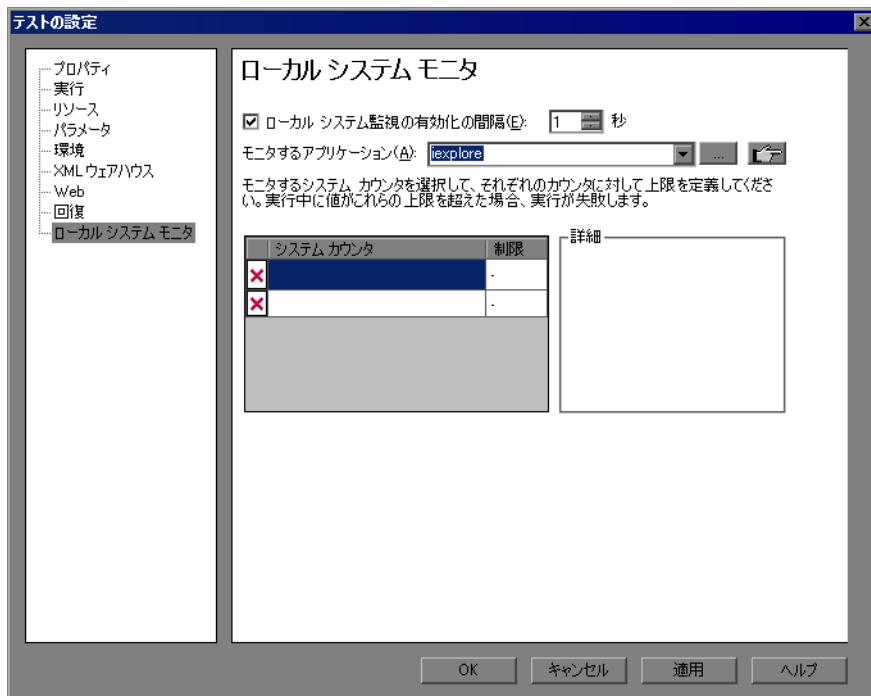 テストの設定
プロパティ
実行
リソース
パラメータ
環境
XML ウェアハウス
Web
回復
ローカル システム モニタ
ローカル システム モニタ
ローカル システム監視の有効化の間隔(E): 1 秒
モニタするアプリケーション(A): iexplore ...
モニタするシステム カウンタを選択して、それぞれのカウンタに対して上限を定義してくださ
い。実行中に値がこれらの上限を超えた場合、実行が失敗します。
システム カウンタ 制限
-
-
詳細
OK キャンセル 適用 ヘルプ